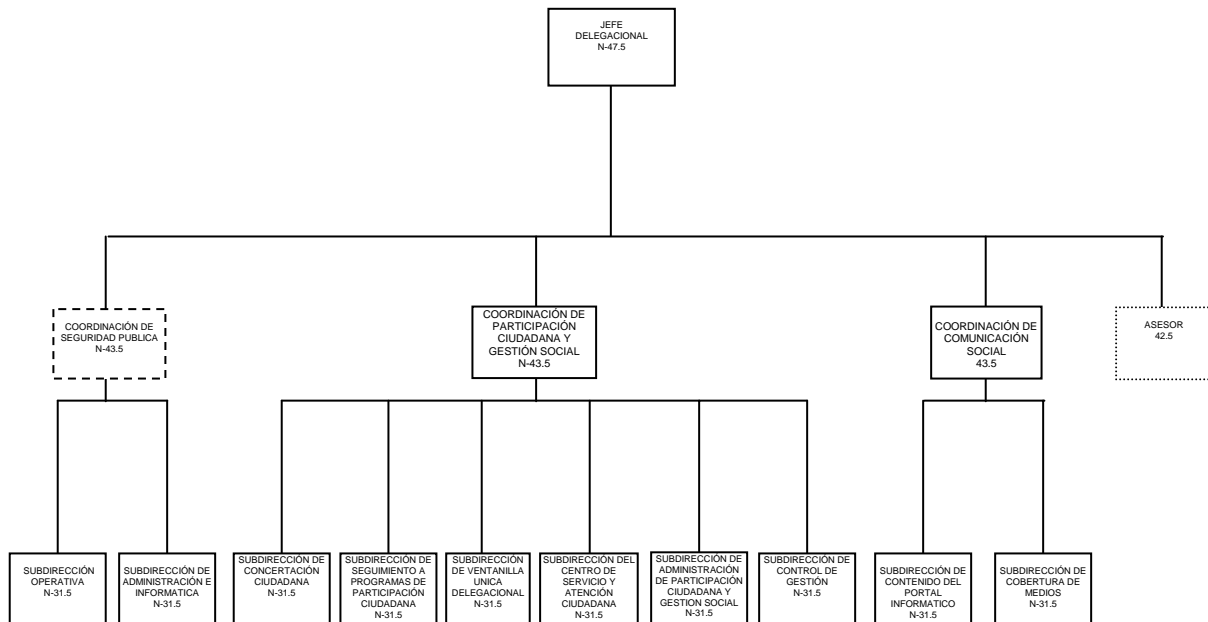 JEFE
DELEGACIONAL
N-47.5
COORDINACIÓN DE
SEGURIDAD PUBLICA
N-43.5
COORDINACIÓN DE
PARTICIPACIÓN
CIUDADANA Y
GESTIÓN SOCIAL
N-43.5
COORDINACIÓN DE
COMUNICACIÓN
SOCIAL
43.5
ASESOR
42.5
SUBDIRECCIÓN
OPERATIVA
N-31.5
SUBDIRECCIÓN DE
ADMINISTRACIÓN E
INFORMATICA
N-31.5
SUBDIRECCIÓN DE
CONCERTACIÓN
CIUDADANA
N-31.5
SUBDIRECCIÓN DE
SEGUIMIENTO A
PROGRAMAS DE
PARTICIPACIÓN
CIUDADANA
N-31.5
SUBDIRECCIÓN
DE VENTANILLA
UNICA
DELEGACIONAL
N-31.5
SUBDIRECCIÓN DEL
CENTRO DE
SERVICIO Y
ATENCIÓN
CIUDADANA
N-31.5
SUBDIRECCIÓN DE
ADMINISTRACIÓN
DE PARTICIPACIÓN
CIUDADANA Y
GESTION SOCIAL
N-31.5
SUBDIRECCIÓN DE
CONTROL DE
GESTIÓN
N-31.5
SUBDIRECCIÓN DE
CONTENIDO DEL
PORTAL
INFORMATICO
N-31.5
SUBDIRECCIÓN DE
COBERTURA DE
MEDIOS
N-31.5